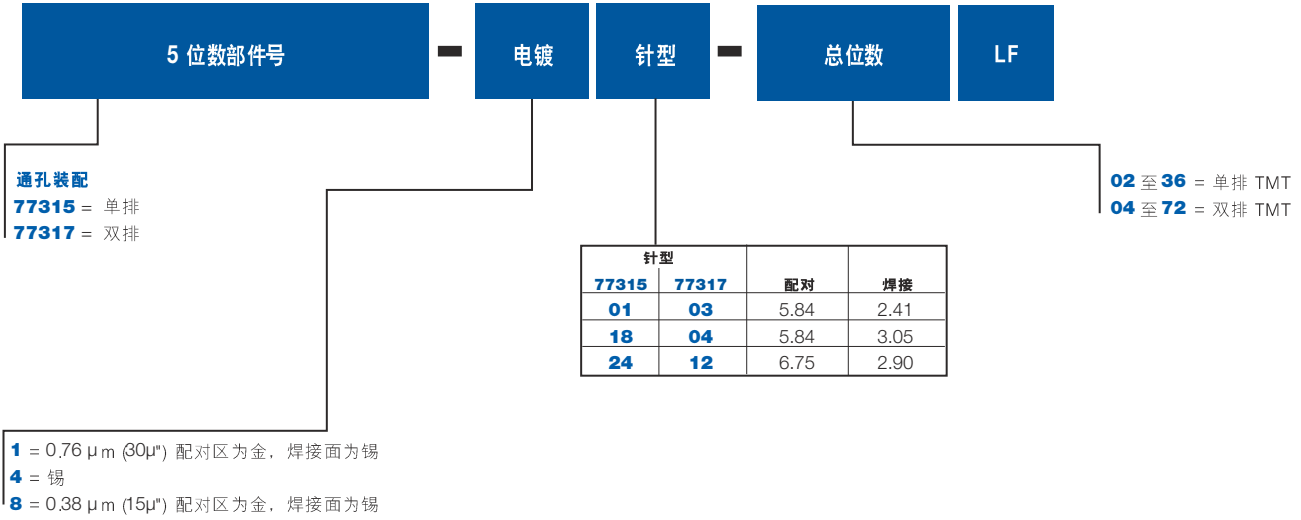 5 位数部件号 - 电镀 针型 - 总位数 LF
通孔装配
77315 = 单排
77317 = 双排
02 至 36 = 单排 TMT
04 至 72 = 双排 TMT
针型
77315 77317 配对 焊接
01 03 5.84 2.41
18 04 5.84 3.05
24 12 6.75 2.90
1 = 0.76 µm (30µ") 配对区为金，焊接面为锡
4 = 锡
8 = 0.38 µm (15µ") 配对区为金，焊接面为锡